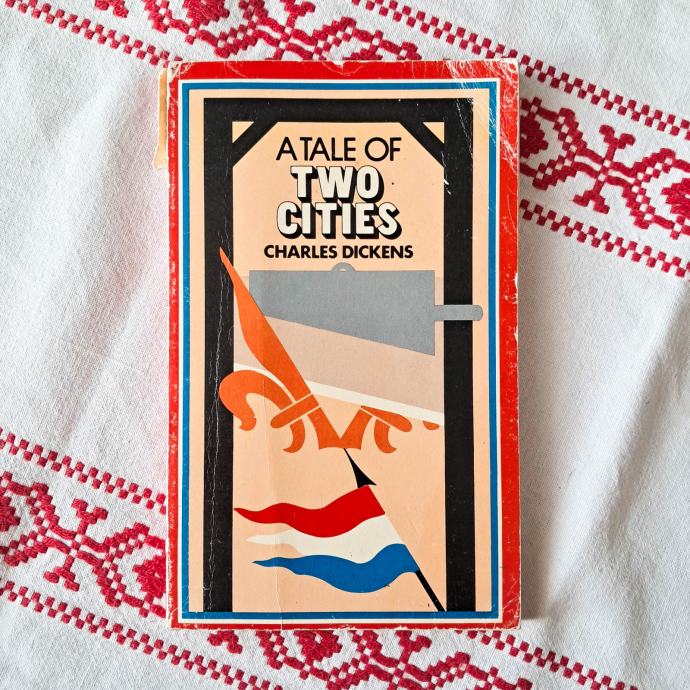 A TALE OF
TWO
CITIES
CHARLES DICKENS